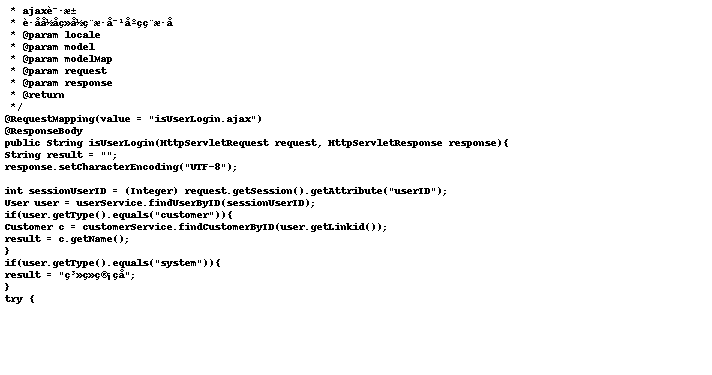 * ajaxè¯·æ±
* è·åå½åç»å½ç¨æ·å¯¹åºçç¨æ·å
* @param locale
* @param model
* @param modelMap
* @param request
* @param response
* @return
*/
@RequestMapping(value = "isUserLogin.ajax")
@ResponseBody
public String isUserLogin(HttpServletRequest request, HttpServletResponse response){
String result = "";
response.setCharacterEncoding("UTF-8");
int sessionUserID = (Integer) request.getSession().getAttribute("userID");
User user = userService.findUserByID(sessionUserID);
if(user.getType().equals("customer")){
Customer c = customerService.findCustomerByID(user.getLinkid());
result = c.getName();
}
if(user.getType().equals("system")){
result = "ç³»ç»ç®¡çå";
}
try {